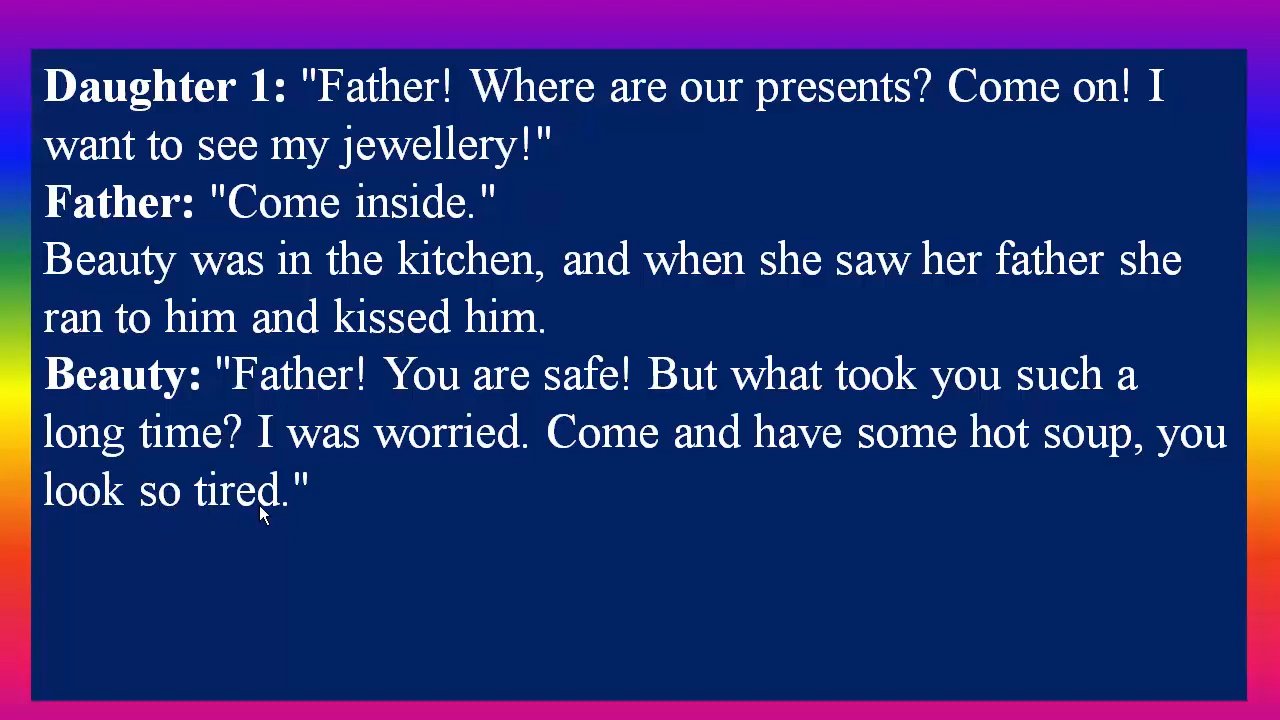 Daughter 1: "Father! Where are our presents? Come on! I
want to see my jewellery!"
Father: "Come inside."
Beauty was in the kitchen, and when she saw her father she
ran to him and kissed him.
Beauty: "Father! You are safe! But what took you such a
long time? I was worried. Come and have some hot soup, you
look so tired."